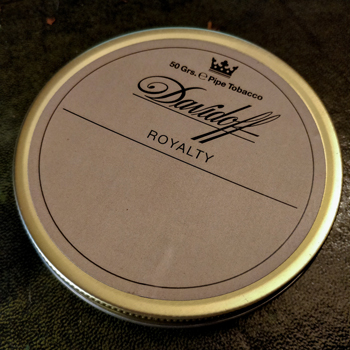 50 Grs. ℮ Pipe Tobacco
Davidoff
ROYALTY